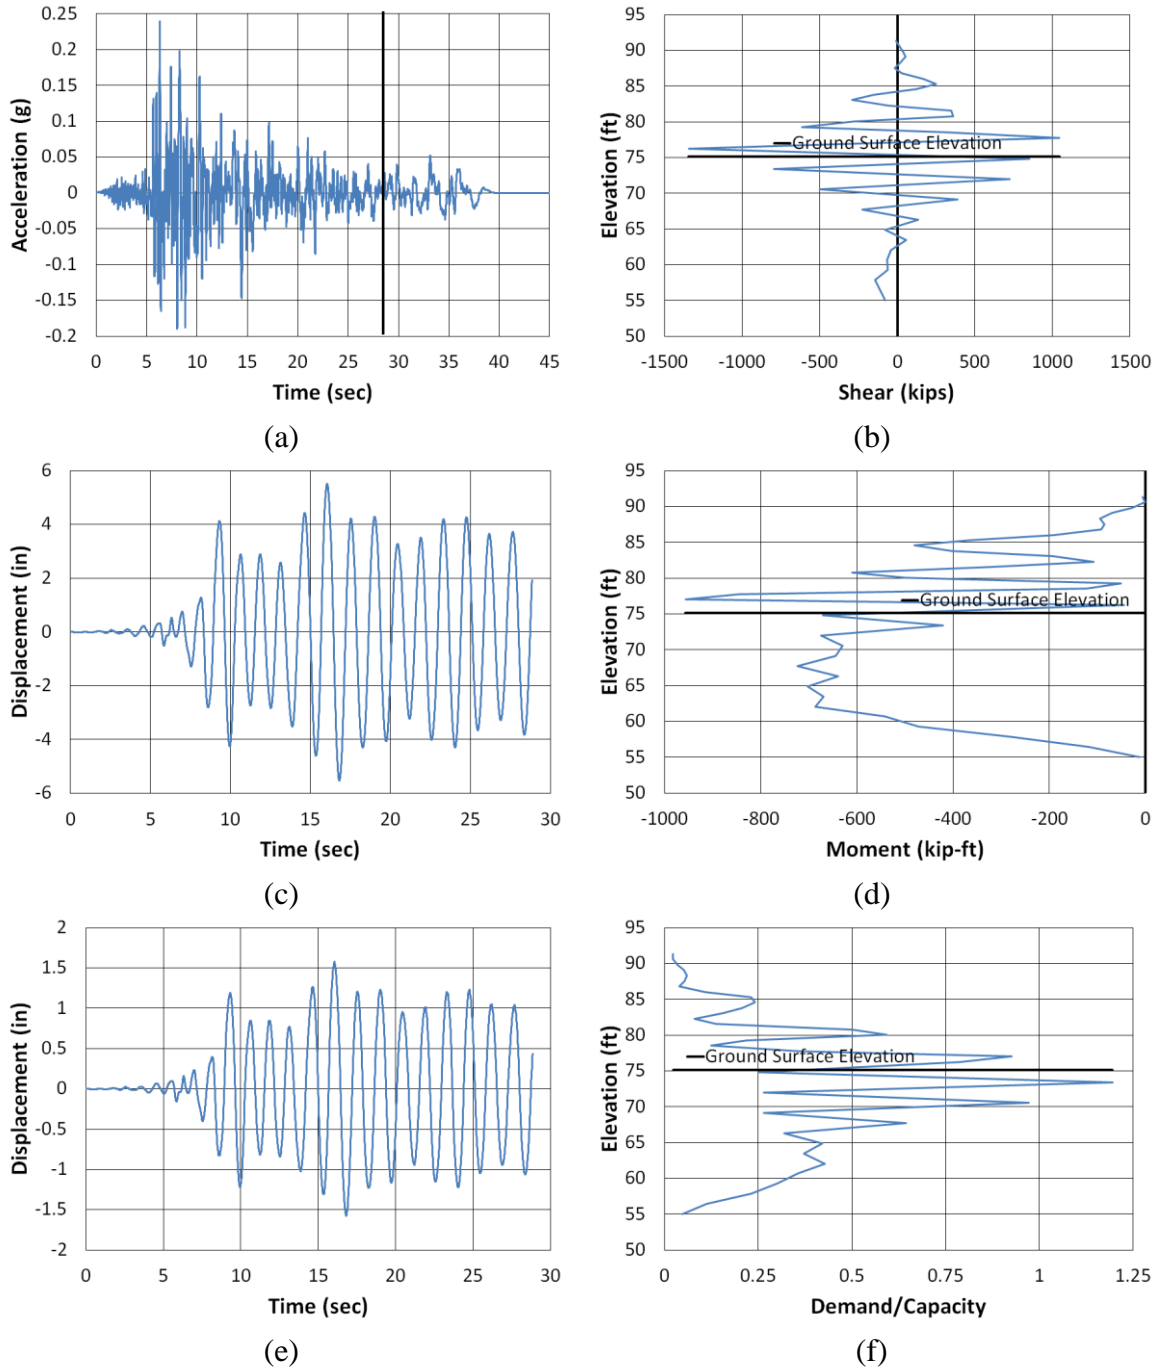 0.25
0.2
0.15
0.1
0.05
0
-0.05
-0.1
-0.15
-0.2
Acceleration (g)
0 5 10 15 20 25 30 35 40 45
Time (sec)
(a)
95
90
85
80
75
70
65
60
55
50
Elevation (ft)
Ground Surface Elevation
-1500 -1000 -500 0 500 1000 1500
Shear (kips)
(b)
6
4
2
0
-2
-4
-6
Displacement (in)
0 5 10 15 20 25 30
Time (sec)
(c)
95
90
85
80
75
70
65
60
55
50
Elevation (ft)
Ground Surface Elevation
-1000 -800 -600 -400 -200 0
Moment (kip-ft)
(d)
2
1.5
1
0.5
0
-0.5
-1
-1.5
-2
Displacement (in)
0 5 10 15 20 25 30
Time (sec)
(e)
95
90
85
80
75
70
65
60
55
50
Elevation (ft)
Ground Surface Elevation
0 0.25 0.5 0.75 1 1.25
Demand/Capacity
(f)